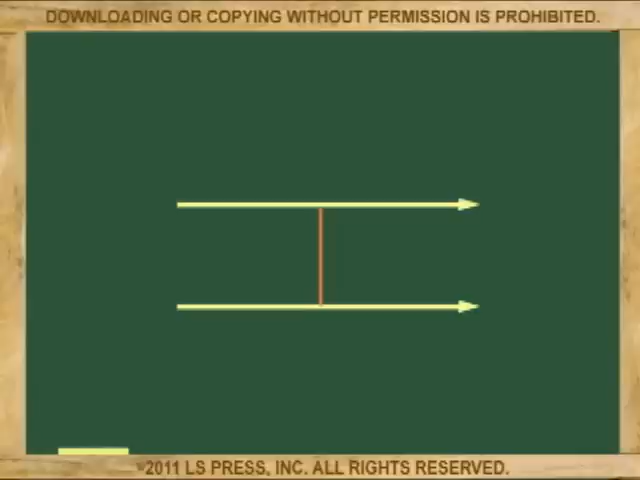 DOWNLOADING OR COPYING WITHOUT PERMISSION IS PROHIBITED.
©2011 LS PRESS, INC. ALL RIGHTS RESERVED.